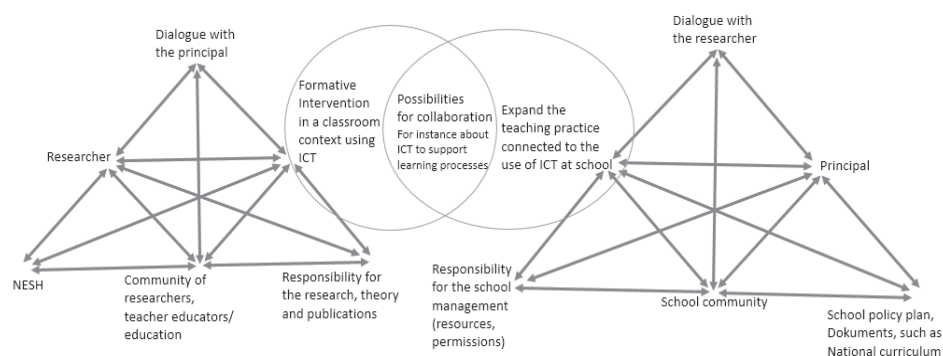 Dialogue with
the principal
Researcher
NESH
Community of
researchers,
teacher educators/
education
Responsibility for
the research, theory
and publications
Formative
Intervention
in a classroom
context using
ICT
Possibilities
for collaboration
For instance about
ICT to support
learning processes
Expand the
teaching practice
connected to the
use of ICT at school
Dialogue with
the researcher
Principal
Responsibility
for the school
management
(resources,
permissions)
School community
School policy plan,
Dokuments, such as
National curriculum